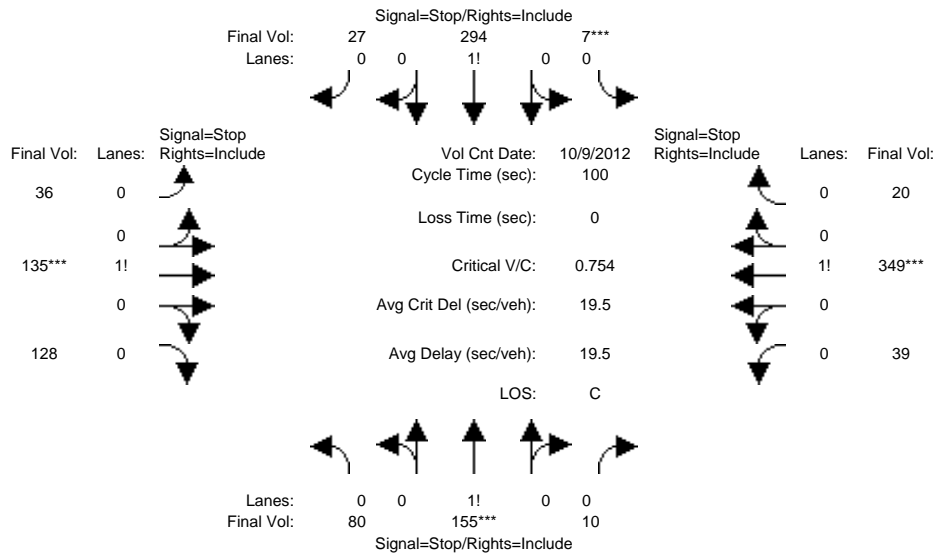 Signal=Stop/Rights=Include
Final Vol: 27 294 7***
Lanes: 0 0 1! 0 0
Signal=Stop Signal=Stop
Final Vol: Lanes: Rights=Include Vol Cnt Date: 10/9/2012 Rights=Include Lanes: Final Vol:
Cycle Time (sec): 100
36 0 0 20
Loss Time (sec): 0
0 0
135*** 1! Critical V/C: 0.754 1! 349***
0 Avg Crit Del (sec/veh): 19.5 0
128 0 Avg Delay (sec/veh): 19.5 0 39
LOS: C
Lanes: 0 0 1! 0 0
Final Vol: 80 155*** 10
Signal=Stop/Rights=Include